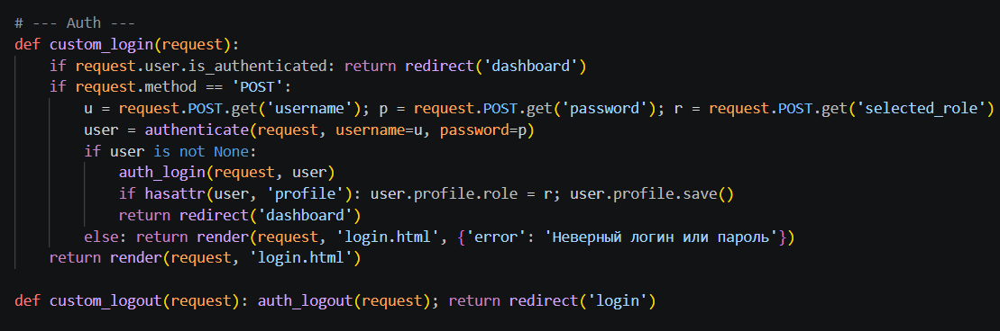 # --- Auth ---
def custom_login(request):
    if request.user.is_authenticated: return redirect('dashboard')
    if request.method == 'POST':
        u = request.POST.get('username'); p = request.POST.get('password'); r = request.POST.get('selected_role')
        user = authenticate(request, username=u, password=p)
        if user is not None:
            auth_login(request, user)
            if hasattr(user, 'profile'): user.profile.role = r; user.profile.save()
            return redirect('dashboard')
        else: return render(request, 'login.html', {'error': 'Неверный логин или пароль'})
    return render(request, 'login.html')

def custom_logout(request): auth_logout(request); return redirect('login')